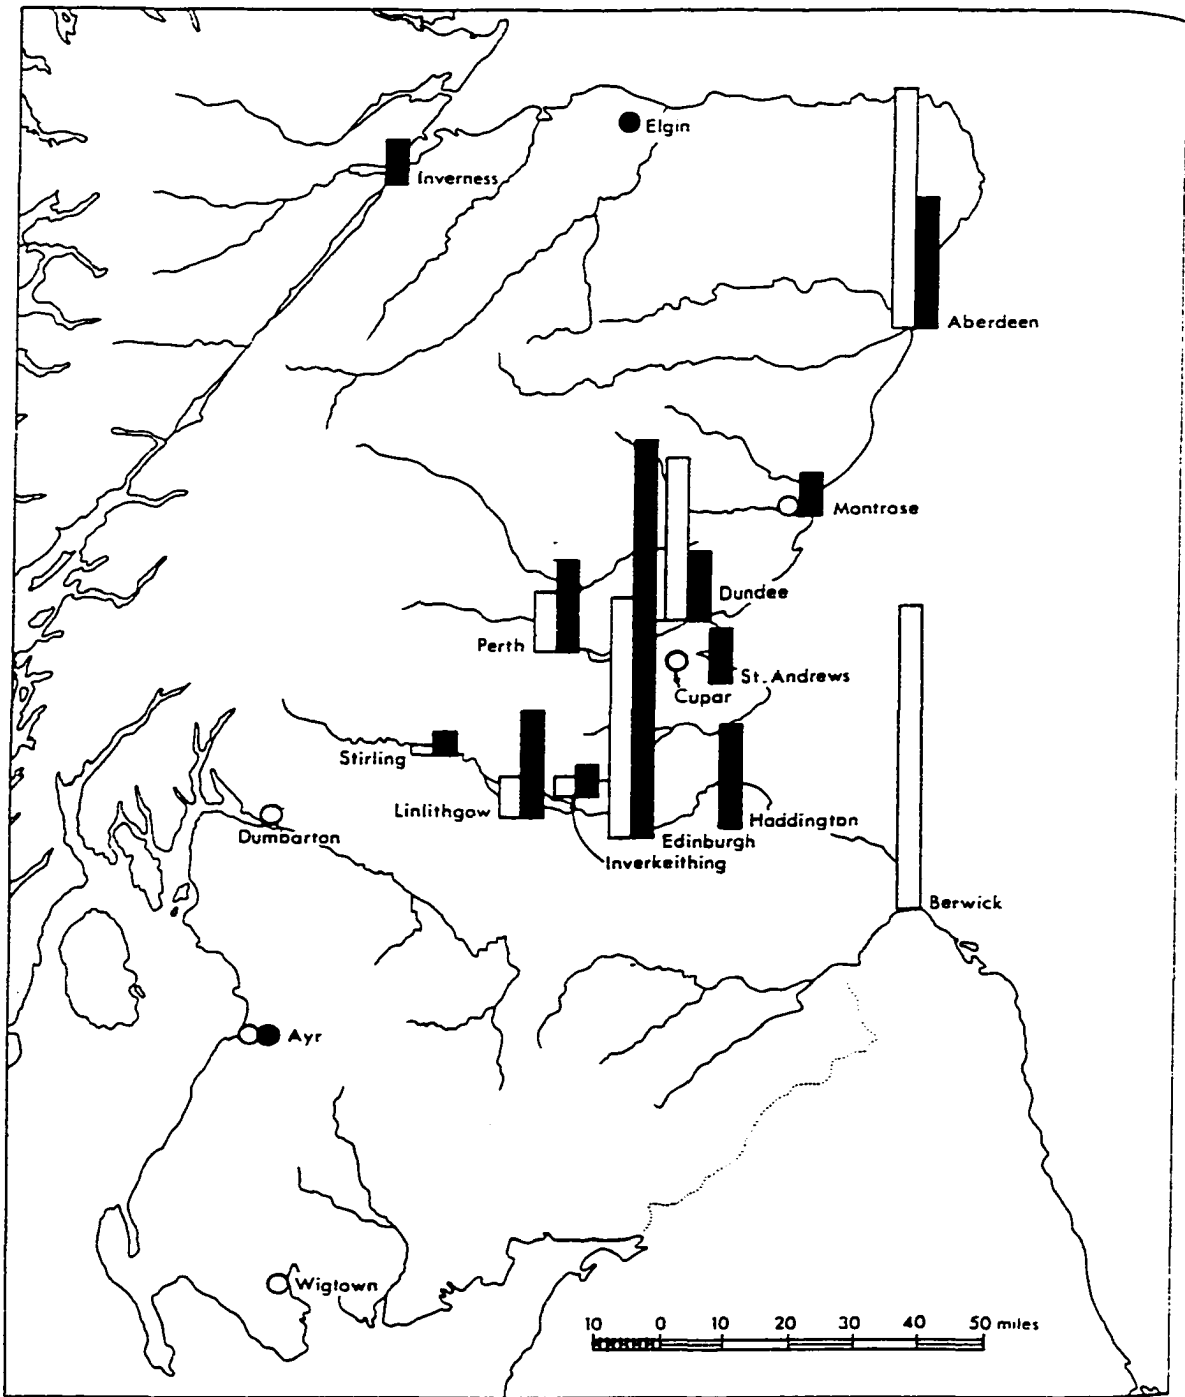 Elgin
Inverness
Aberdeen
Montrose
Dundee
Perth
St. Andrews
Cupar
Stirling
Linlithgow
Haddington
Dumbarton
Edinburgh
Inverkeithing
Berwick
Ayr
Wigtown
10 0 10 20 30 40 50 miles